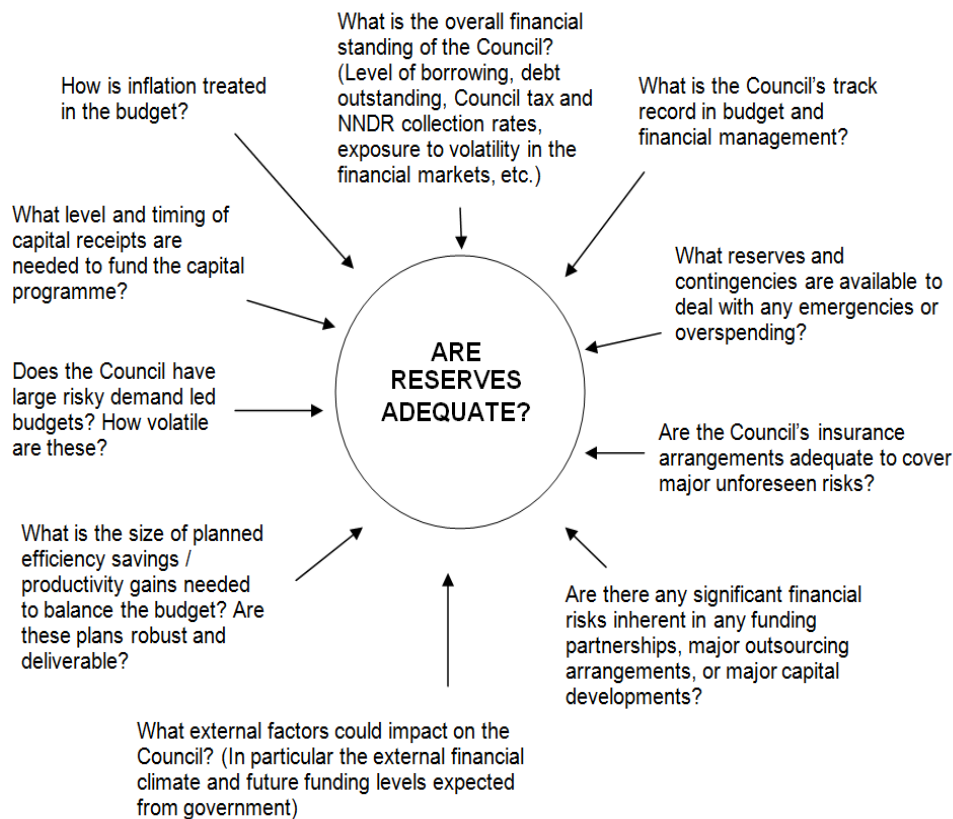 What is the overall financial
standing of the Council?
(Level of borrowing, debt
outstanding, Council tax and
NNDR collection rates,
exposure to volatility in the
financial markets, etc.)
How is inflation treated
in the budget?
What is the Council's track
record in budget and
financial management?
What level and timing of
capital receipts are
needed to fund the capital
programme?
What reserves and
contingencies are available to
deal with any emergencies or
overspending?
ARE
RESERVES
ADEQUATE?
Does the Council have
large risky demand led
budgets? How volatile
are these?
Are the Council's insurance
arrangements adequate to cover
major unforeseen risks?
What is the size of planned
efficiency savings /
productivity gains needed
to balance the budget? Are
these plans robust and
deliverable?
Are there any significant financial
risks inherent in any funding
partnerships, major outsourcing
arrangements, or major capital
developments?
What external factors could impact on the
Council? (In particular the external financial
climate and future funding levels expected
from government)